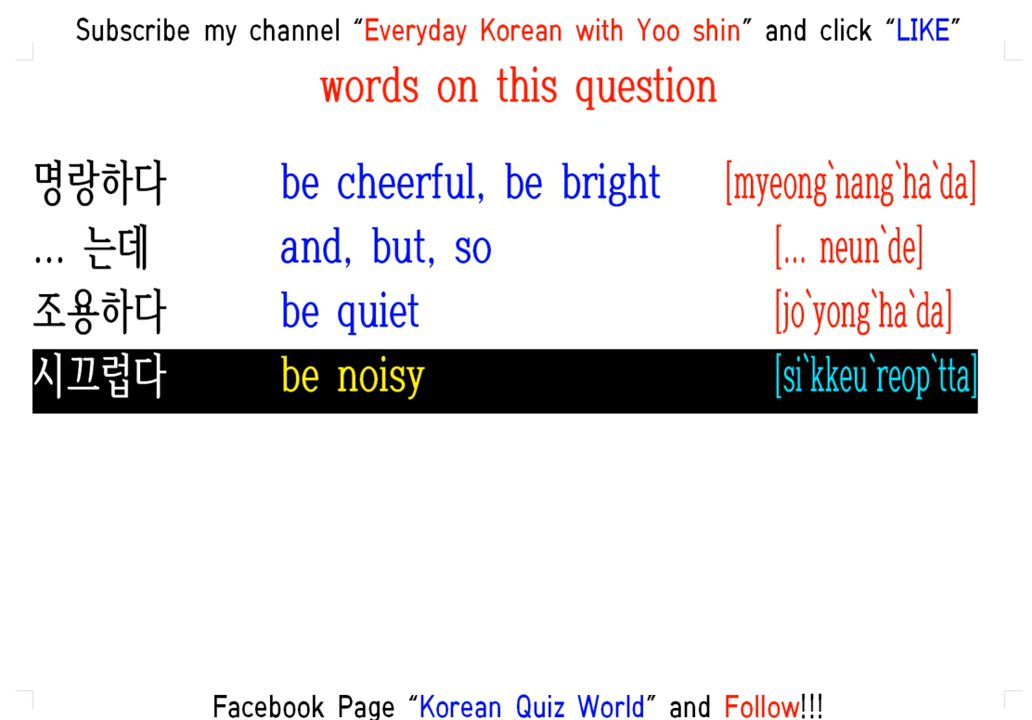 Subscribe my channel “Everyday Korean with Yoo shin” and click “LIKE”
words on this question
명랑하다 be cheerful, be bright [myeong`nang`ha`da]
... 는데 and, but, so [... neun`de]
조용하다 be quiet [jo`yong`ha`da]
시끄럽다 be noisy [si`kkeu`reop`tta]
Facebook Page “Korean Quiz World” and Follow!!!